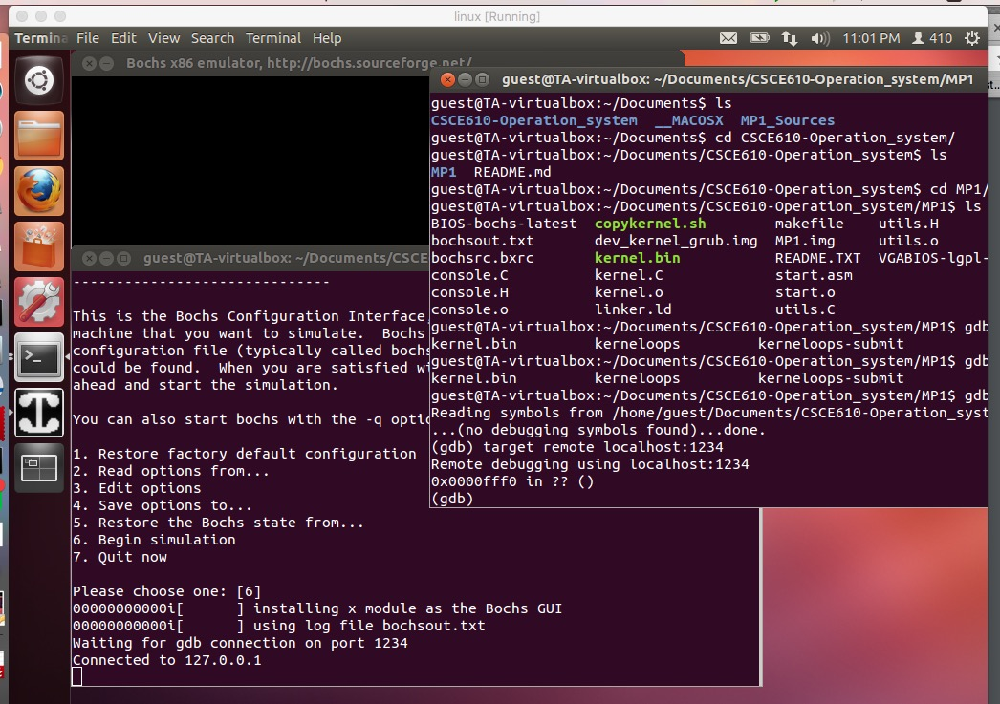 linux [Running]
Termina File Edit View Search Terminal Help 11:01 PM 410
Bochs x86 emulator, http://bochs.sourceforge.net/
guest@TA-virtualbox: ~/Documents/CSCE610-Operation_system/MP1
guest@TA-virtualbox:~/Documents$ ls
CSCE610-Operation_system __MACOSX MP1_Sources
guest@TA-virtualbox:~/Documents$ cd CSCE610-Operation_system/
guest@TA-virtualbox:~/Documents/CSCE610-Operation_system$ ls
MP1 README.md
guest@TA-virtualbox:~/Documents/CSCE610-Operation_system$ cd MP1/
guest@TA-virtualbox:~/Documents/CSCE610-Operation_system/MP1$ ls
BIOS-bochs-latest copykernel.sh makefile utils.H
bochsout.txt dev_kernel_grub.img MP1.img utils.o
bochsrc.bxrc kernel.bin README.TXT VGABIOS-lgpl-
console.C kernel.C start.asm
console.H kernel.o start.o
console.o linker.ld utils.C
guest@TA-virtualbox:~/Documents/CSCE610-Operation_system/MP1$ gdb
kernel.bin kerneloops kerneloops-submit
guest@TA-virtualbox:~/Documents/CSCE610-Operation_system/MP1$ gdb
kernel.bin kerneloops kerneloops-submit
guest@TA-virtualbox:~/Documents/CSCE610-Operation_system/MP1$ gdb
Reading symbols from /home/guest/Documents/CSCE610-Operation_syst
...(no debugging symbols found)...done.
(gdb) target remote localhost:1234
Remote debugging using localhost:1234
0x0000fff0 in ?? ()
(gdb)
guest@TA-virtualbox: ~/Documents/CSCE
------------------------------
This is the Bochs Configuration Interface
machine that you want to simulate. Bochs
configuration file (typically called bochs
could be found. When you are satisfied wi
ahead and start the simulation.
You can also start bochs with the -q optio
1. Restore factory default configuration
2. Read options from...
3. Edit options
4. Save options to...
5. Restore the Bochs state from...
6. Begin simulation
7. Quit now
Please choose one: [6]
00000000000i[ ] installing x module as the Bochs GUI
00000000000i[ ] using log file bochsout.txt
Waiting for gdb connection on port 1234
Connected to 127.0.0.1